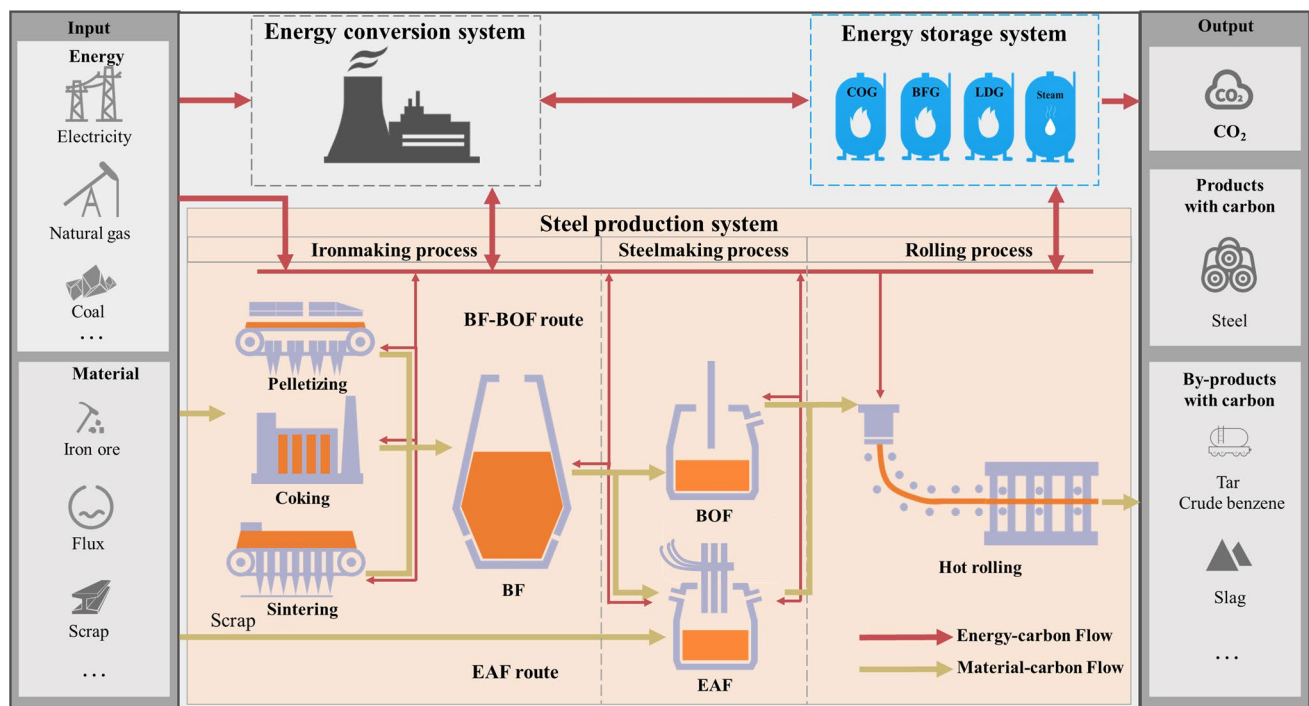 Input
Energy
Electricity
Natural gas
Coal
...
Material
Iron ore
Flux
Scrap
...
Energy conversion system
Energy storage system
COG
BFG
LDG
Steam
Steel production system
Ironmaking process
Steelmaking process
Rolling process
BF-BOF route
Pelletizing
Coking
Sintering
BF
BOF
Hot rolling
Scrap
EAF route
EAF
Energy-carbon Flow
Material-carbon Flow
Output
CO₂
CO₂
Products
with carbon
Steel
By-products
with carbon
Tar
Crude benzene
Slag
...